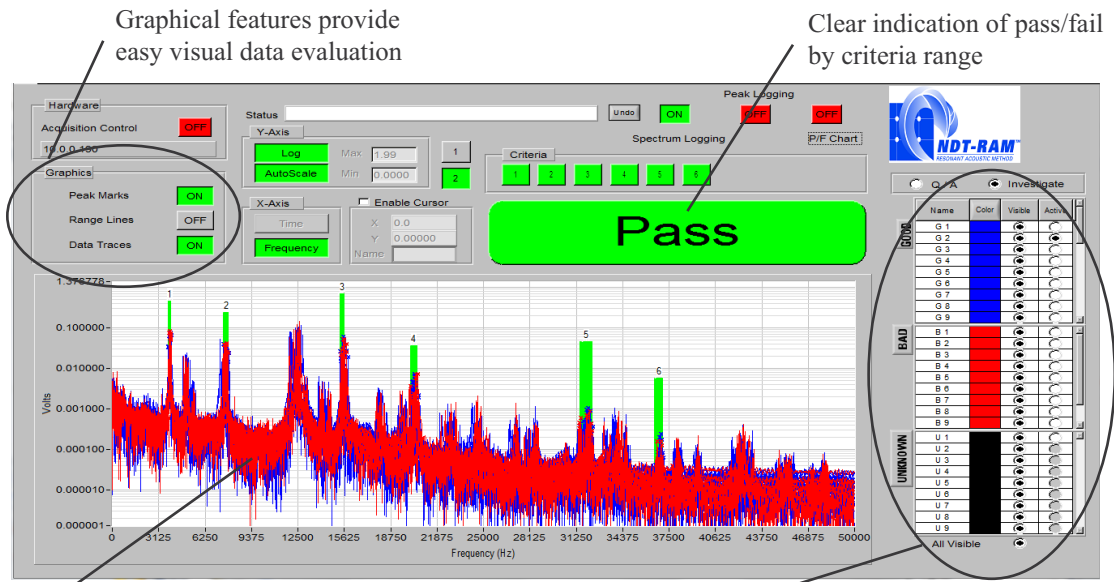 Graphical features provide
easy visual data evaluation
Clear indication of pass/fail
by criteria range
Hardware
Acquisition Control
OFF
10.0.0.190
Status
Undo
ON
Peak Logging
OFF
OFF
Spectrum Logging
P/F Chart
NDT-RAM™
RESONANT ACOUSTIC METHOD
Y-Axis
Log
Max
1.99
AutoScale
Min
0.0000
1
2
Criteria
1 2 3 4 5 6
Graphics
Peak Marks
ON
Range Lines
OFF
Data Traces
ON
X-Axis
Time
Frequency
Enable Cursor
X
0.0
Y
0.00000
Name
Pass
Q / A
Investigate
Name Color Visible Active
GOOD
G 1
G 2
G 3
G 4
G 5
G 6
G 7
G 8
G 9
BAD
B 1
B 2
B 3
B 4
B 5
B 6
B 7
B 8
B 9
UNKNOWN
U 1
U 2
U 3
U 4
U 5
U 6
U 7
U 8
U 9
All Visible
1.378778-
0.100000-
0.010000-
0.001000-
0.000100-
0.000010-
0.000001-
Volts
1 2 3 4 5 6
0 3125 6250 9375 12500 15625 18750 21875 25000 28125 31250 34375 37500 40625 43750 46875 50000
Frequency (Hz)